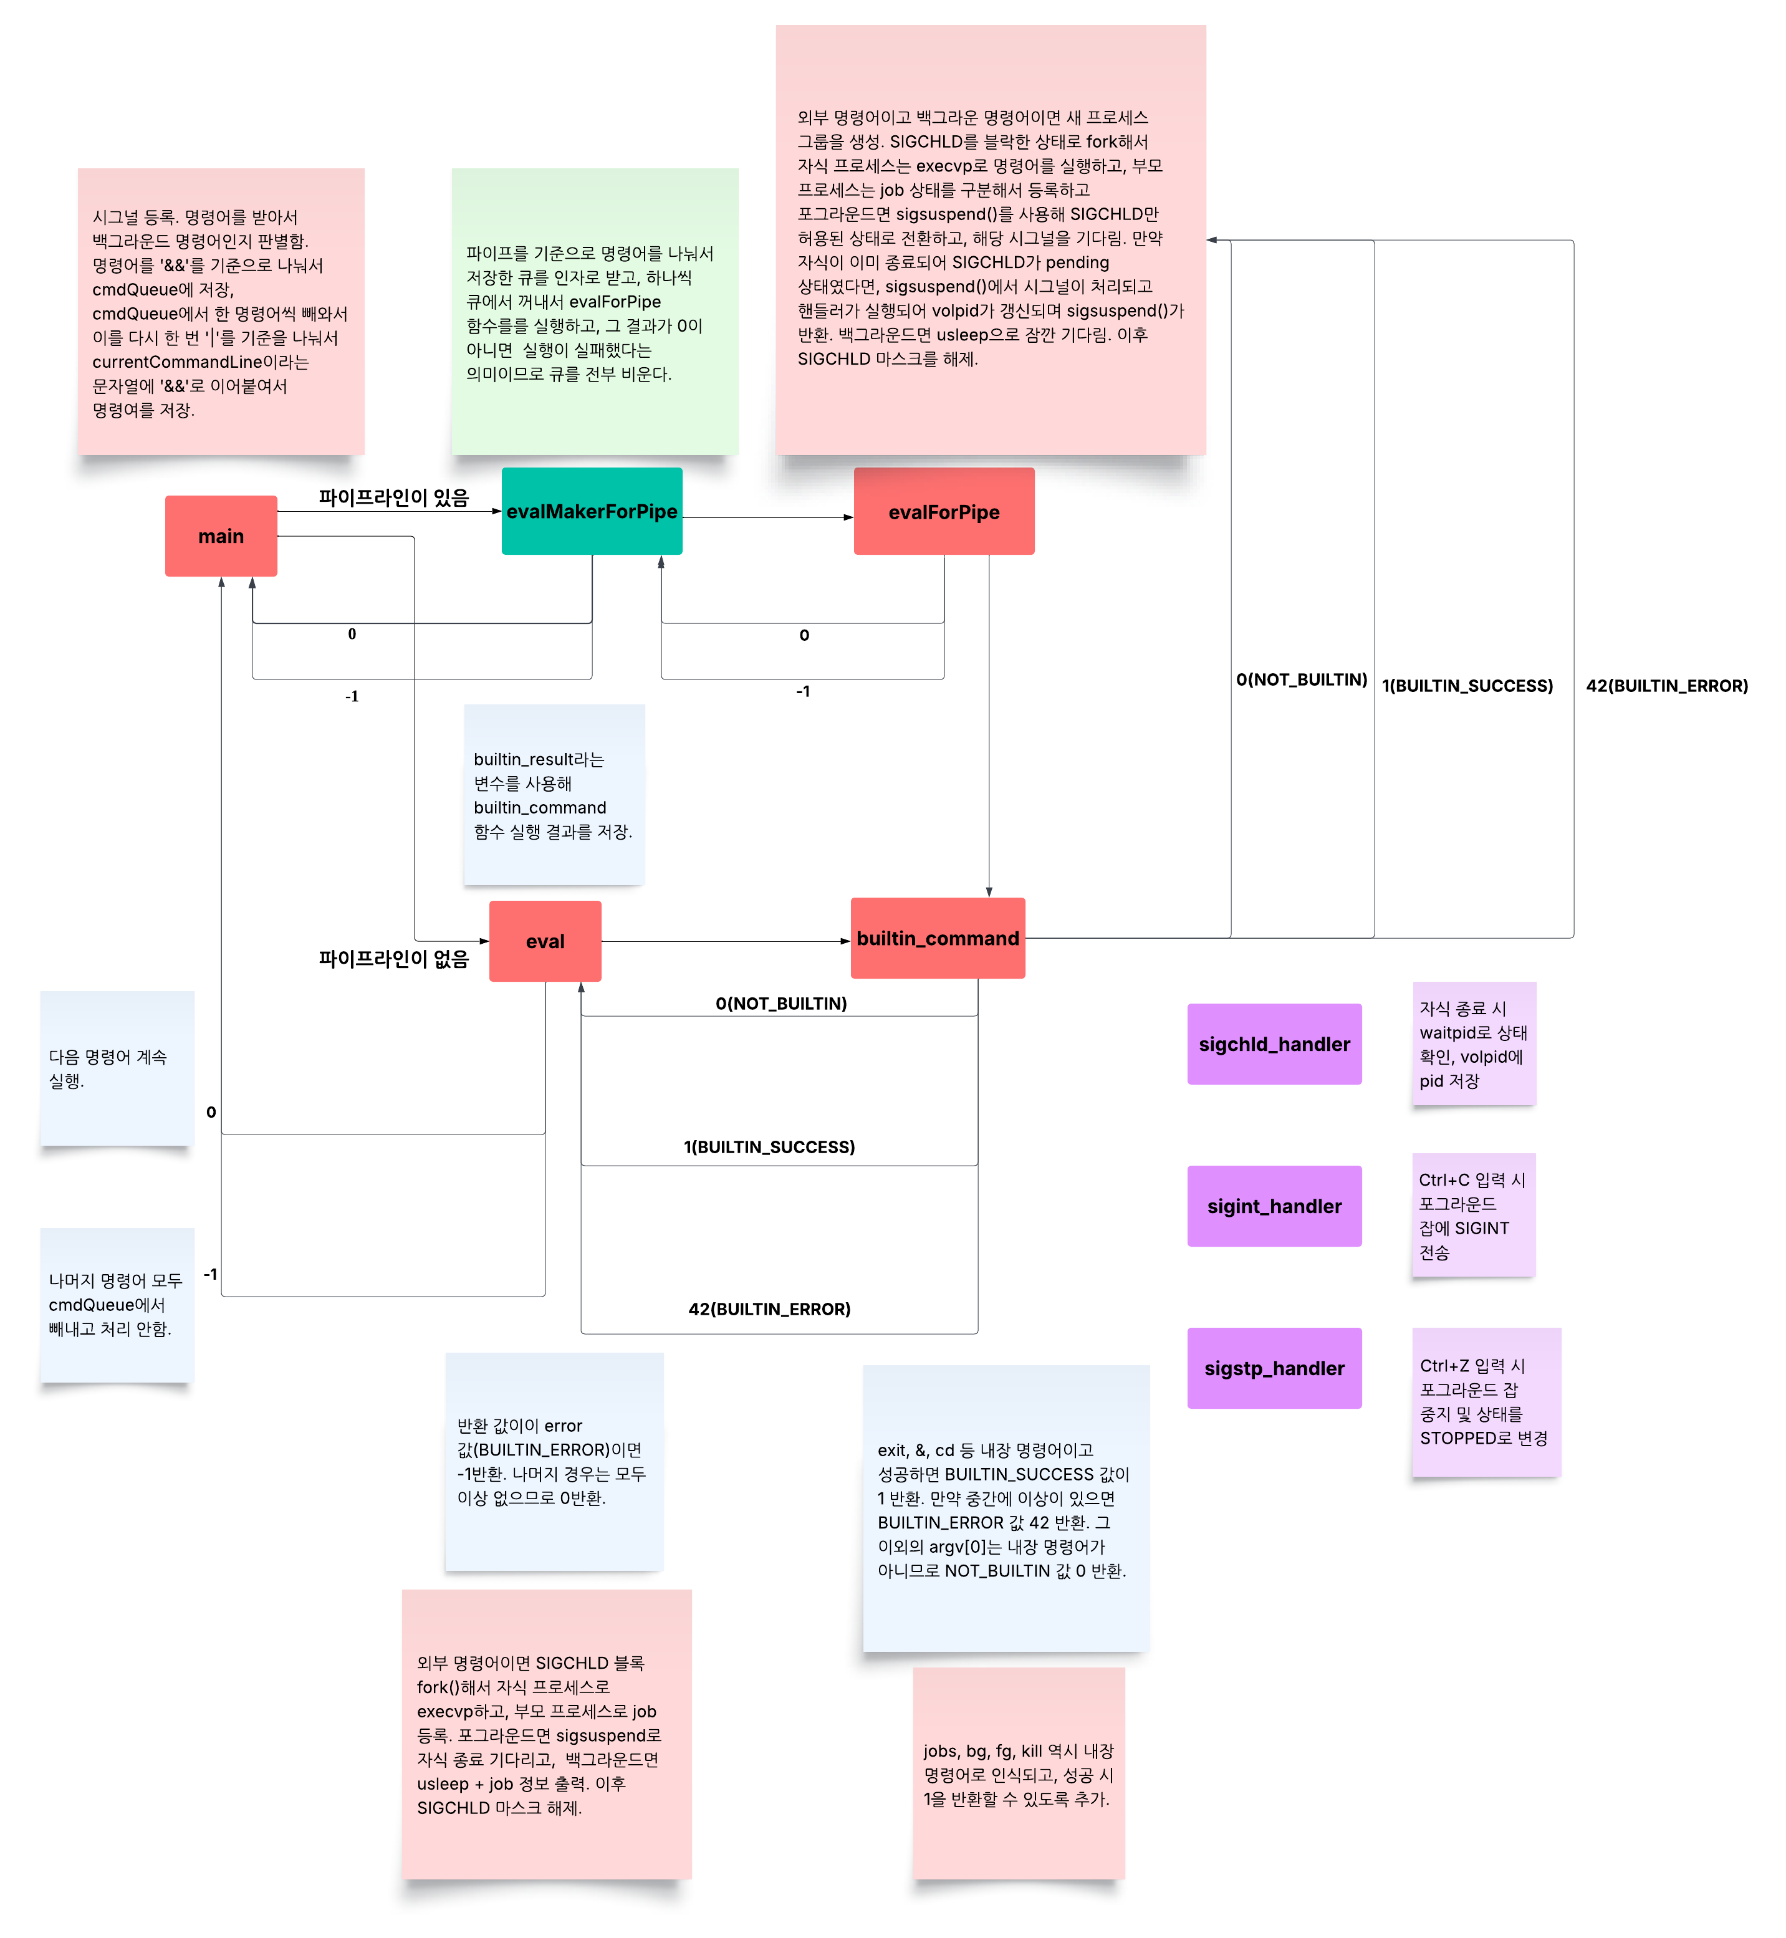 외부 명령어이고 백그라운 명령어이면 새 프로세스
그룹을 생성. SIGCHLD를 블락한 상태로 fork해서
자식 프로세스는 execvp로 명령어를 실행하고, 부모
프로세스는 job 상태를 구분해서 등록하고
포그라운드면 sigsuspend()를 사용해 SIGCHLD만
허용된 상태로 전환하고, 해당 시그널을 기다림. 만약
자식이 이미 종료되어 SIGCHLD가 pending
상태였다면, sigsuspend()에서 시그널이 처리되고
핸들러가 실행되어 volpid가 갱신되며 sigsuspend()가
반환. 백그라운드면 usleep으로 잠깐 기다림. 이후
SIGCHLD 마스크를 해제.
시그널 등록. 명령어를 받아서
백그라운드 명령어인지 판별함.
명령어를 '&&'를 기준으로 나눠서
cmdQueue에 저장,
cmdQueue에서 한 명령어씩 빼와서
이를 다시 한 번 '|'를 기준을 나눠서
currentCommandLine이라는
문자열에 '&&'로 이어붙여서
명령여를 저장.
파이프를 기준으로 명령어를 나눠서
저장한 큐를 인자로 받고, 하나씩
큐에서 꺼내서 evalForPipe
함수를를 실행하고, 그 결과가 0이
아니면 실행이 실패했다는
의미이므로 큐를 전부 비운다.
파이프라인이 있음
main
evalMakerForPipe
evalForPipe
0
0
-1
-1
0(NOT_BUILTIN)
1(BUILTIN_SUCCESS)
42(BUILTIN_ERROR)
builtin_result라는
변수를 사용해
builtin_command
함수 실행 결과를 저장.
eval
builtin_command
파이프라인이 없음
0(NOT_BUILTIN)
1(BUILTIN_SUCCESS)
42(BUILTIN_ERROR)
다음 명령어 계속
실행.
0
나머지 명령어 모두
cmdQueue에서
빼내고 처리 안함.
-1
sigchld_handler
자식 종료 시
waitpid로 상태
확인, volpid에
pid 저장
sigint_handler
Ctrl+C 입력 시
포그라운드
잡에 SIGINT
전송
sigstp_handler
Ctrl+Z 입력 시
포그라운드 잡
중지 및 상태를
STOPPED로 변경
반환 값이이 error
값(BUILTIN_ERROR)이면
-1반환. 나머지 경우는 모두
이상 없으므로 0반환.
exit, &, cd 등 내장 명령어이고
성공하면 BUILTIN_SUCCESS 값이
1 반환. 만약 중간에 이상이 있으면
BUILTIN_ERROR 값 42 반환. 그
이외의 argv[0]는 내장 명령어가
아니므로 NOT_BUILTIN 값 0 반환.
외부 명령어이면 SIGCHLD 블록
fork()해서 자식 프로세스로
execvp하고, 부모 프로세스로 job
등록. 포그라운드면 sigsuspend로
자식 종료 기다리고, 백그라운드면
usleep + job 정보 출력. 이후
SIGCHLD 마스크 해제.
jobs, bg, fg, kill 역시 내장
명령어로 인식되고, 성공 시
1을 반환할 수 있도록 추가.